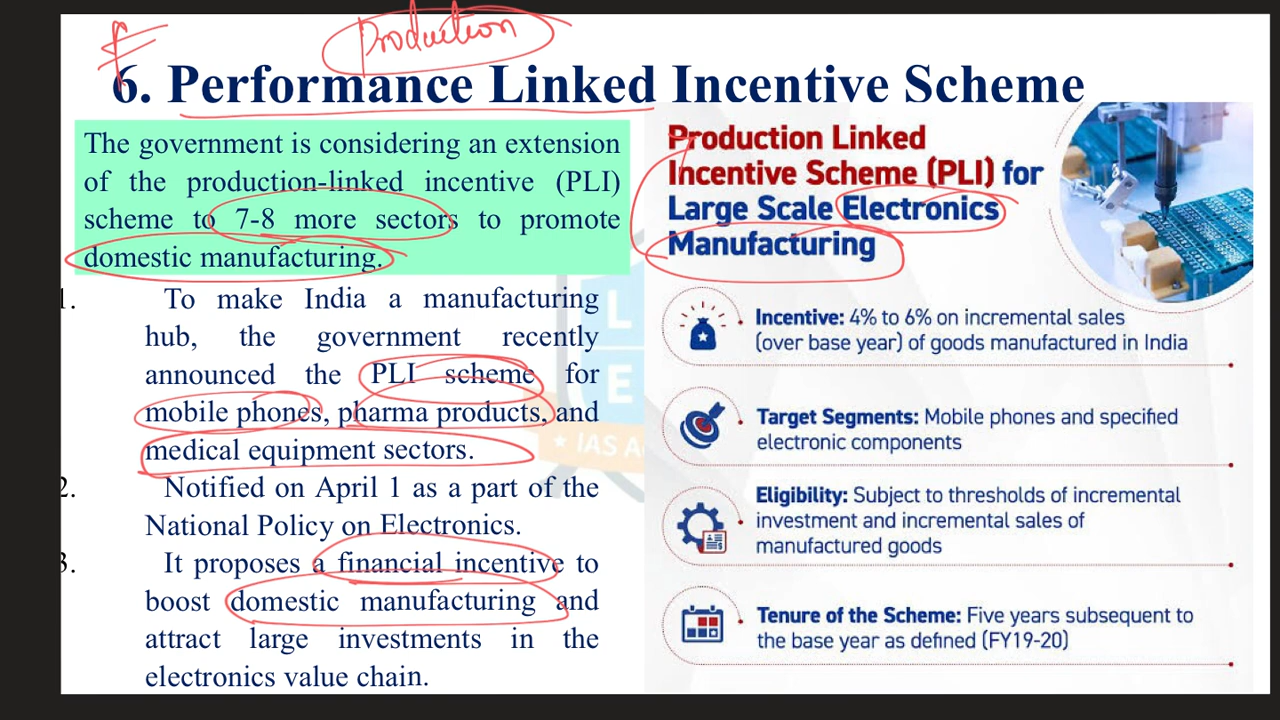 Production
6. Performance Linked Incentive Scheme
The government is considering an extension
of the production-linked incentive (PLI)
scheme to 7-8 more sectors to promote
domestic manufacturing.
1. To make India a manufacturing
hub, the government recently
announced the PLI scheme for
mobile phones, pharma products, and
medical equipment sectors.
2. Notified on April 1 as a part of the
National Policy on Electronics.
3. It proposes a financial incentive to
boost domestic manufacturing and
attract large investments in the
electronics value chain.
Production Linked
Incentive Scheme (PLI) for
Large Scale Electronics
Manufacturing
Incentive: 4% to 6% on incremental sales
(over base year) of goods manufactured in India
Target Segments: Mobile phones and specified
electronic components
Eligibility: Subject to thresholds of incremental
investment and incremental sales of
manufactured goods
Tenure of the Scheme: Five years subsequent to
the base year as defined (FY19-20)
L
E
IAS